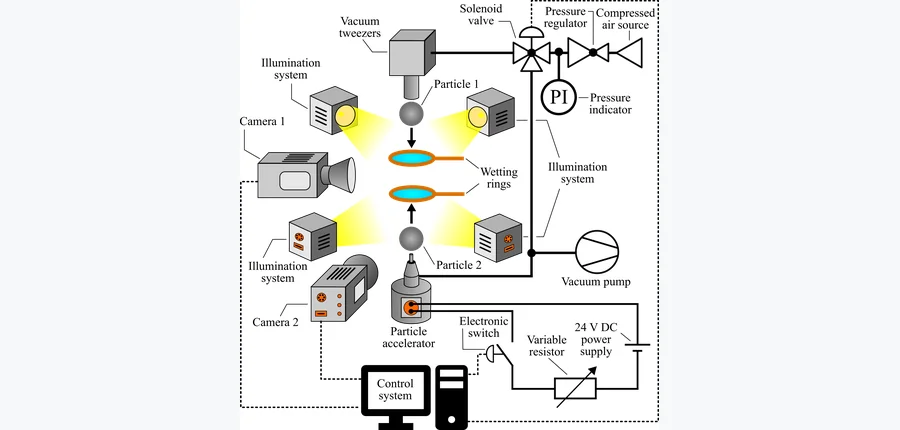 Solenoid
valve
Pressure
regulator
Compressed
air source
Vacuum
tweezers
Illumination
system
Particle 1
PI
Pressure
indicator
Camera 1
Wetting
rings
Illumination
system
Illumination
system
Particle 2
Vacuum pump
Camera 2
Particle
accelerator
Electronic
switch
Variable
resistor
24 V DC
power
supply
Control
system